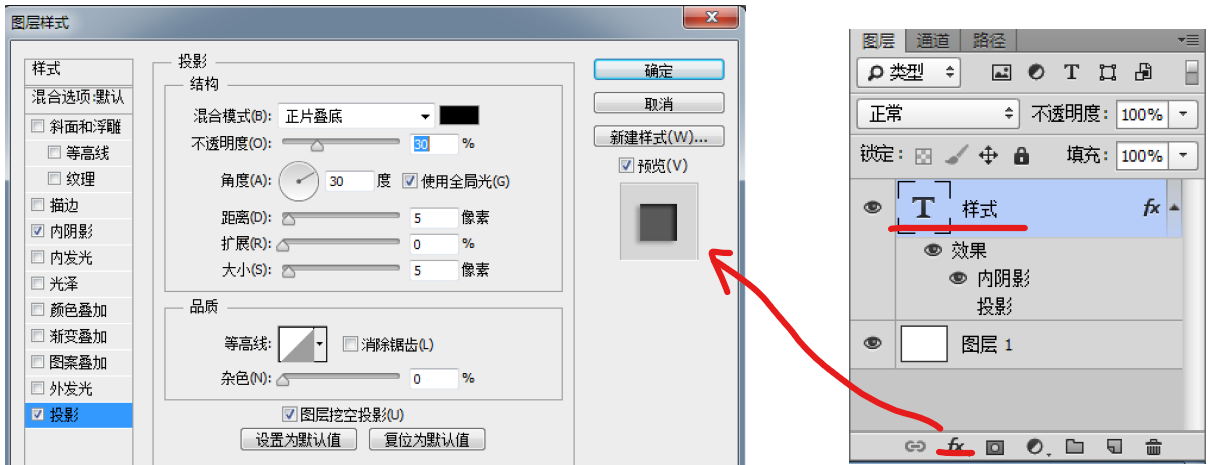 图层样式
样式
混合选项:默认
斜面和浮雕
等高线
纹理
描边
内阴影
内发光
光泽
颜色叠加
渐变叠加
图案叠加
外发光
投影
投影
结构
混合模式(B): 正片叠底
不透明度(O): 30 %
角度(A): 30 度 使用全局光(G)
距离(D): 5 像素
扩展(R): 0 %
大小(S): 5 像素
品质
等高线: 消除锯齿(L)
杂色(N): 0 %
图层挖空投影(U)
设置为默认值 复位为默认值
确定
取消
新建样式(W)...
预览(V)
图层 通道 路径
类型 T
正常 不透明度: 100%
锁定: 填充: 100%
T 样式 fx
效果
内阴影
投影
图层 1
fx